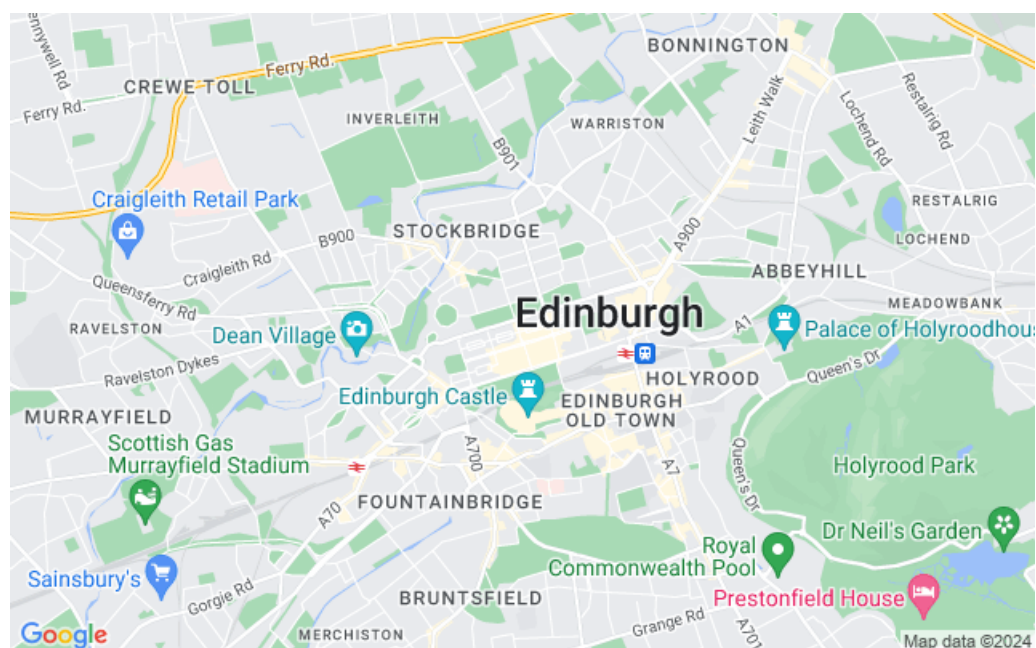 BONNINGTON
Ferry Rd.
CREWE TOLL
Ferry Rd.
INVERLEITH
WARRISTON
Leith Walk
Lochend Rd
Restalrig Rd
B901
Craigleith Retail Park
RESTALRIG
STOCKBRIDGE
B900
A900
LOCHEND
Craigleith Rd
ABBEYHILL
Queensferry Rd
MEADOWBANK
Edinburgh
RAVELSTON
Dean Village
A1
Palace of Holyroodhous
Ravelston Dykes
Queen's Dr
HOLYROOD
Edinburgh Castle
EDINBURGH
OLD TOWN
MURRAYFIELD
Scottish Gas
Murrayfield Stadium
A700
A7
Queen's Dr
Holyrood Park
FOUNTAINBRIDGE
A70
Dr Neil's Garden
Royal
Commonwealth Pool
Sainsbury's
Gorgie Rd
BRUNTSFIELD
Prestonfield House
Grange Rd
A701
MERCHISTON
Google
Map data ©2024